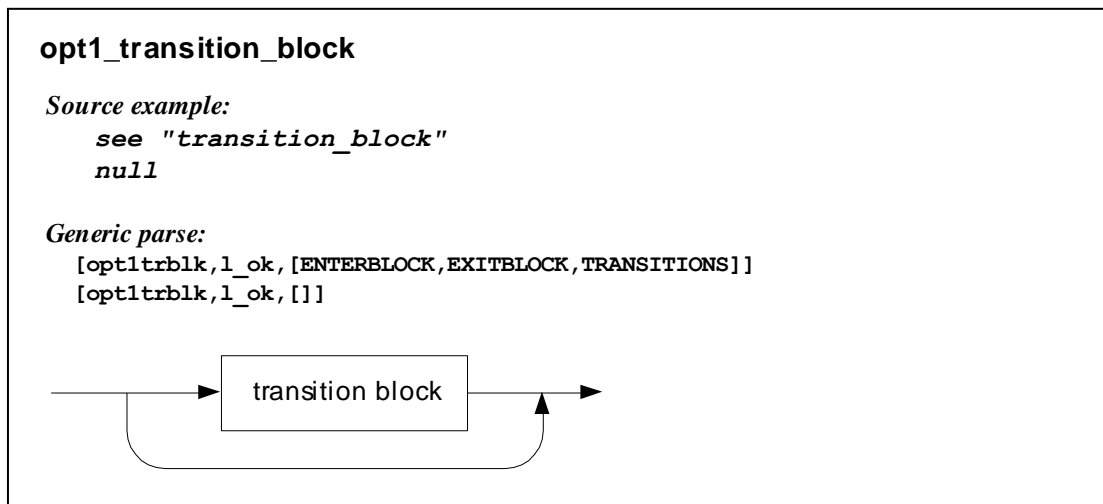 opt1_transition_block
Source example:
see "transition_block"
null
Generic parse:
[opt1trblk,l_ok,[ENTERBLOCK,EXITBLOCK,TRANSITIONS]]
[opt1trblk,l_ok,[]]
transition block